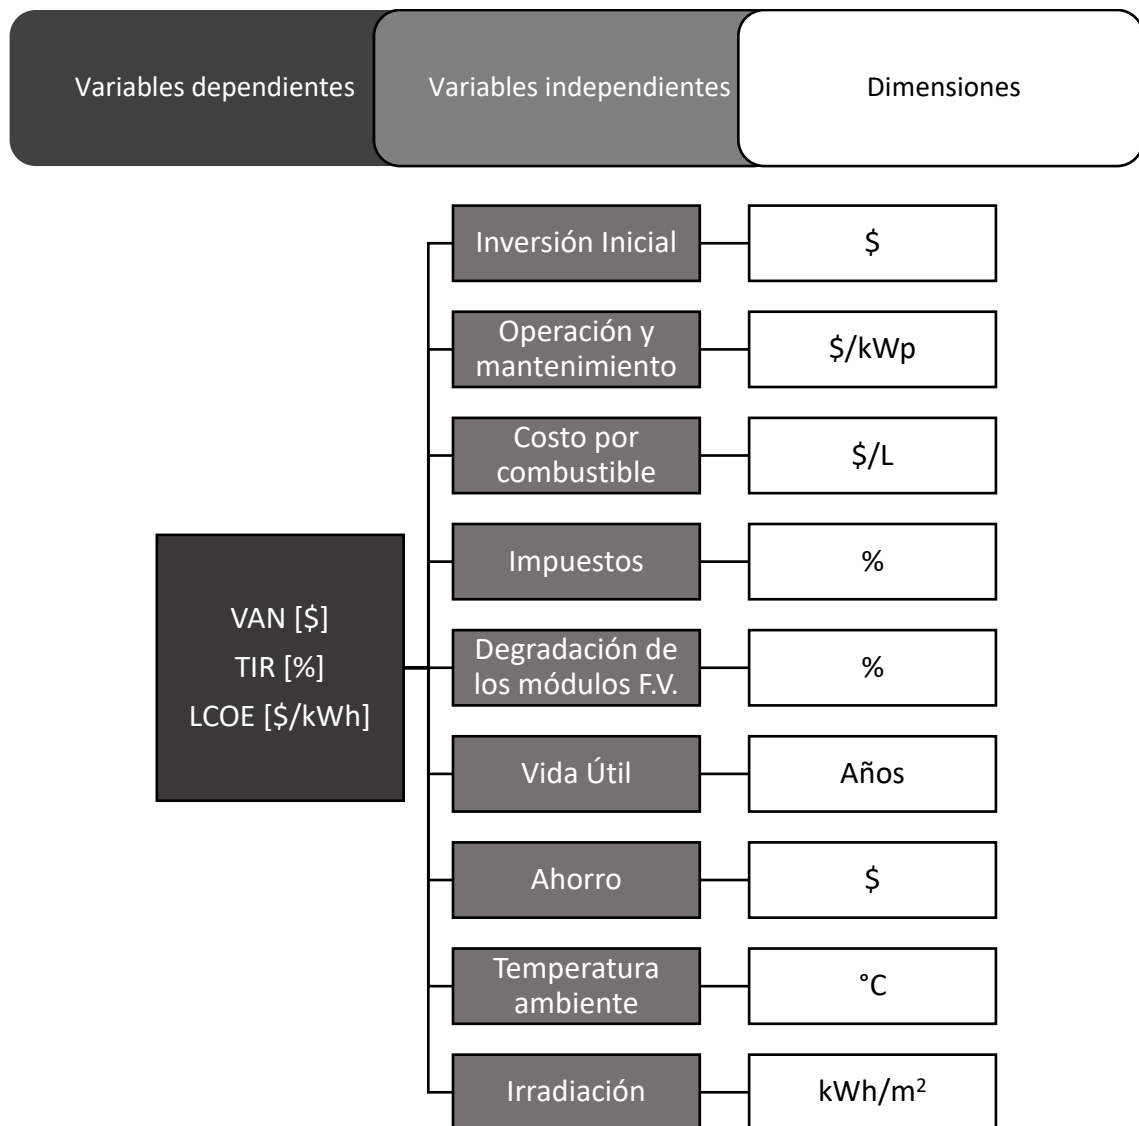 Variables dependientes
Variables independientes
Dimensiones
Inversión Inicial
$
Operación y
mantenimiento
$/kWp
Costo por
combustible
$/L
Impuestos
%
VAN [$]
TIR [%]
LCOE [$/kWh]
Degradación de
los módulos F.V.
%
Vida Útil
Años
Ahorro
$
Temperatura
ambiente
°C
Irradiación
kWh/m²